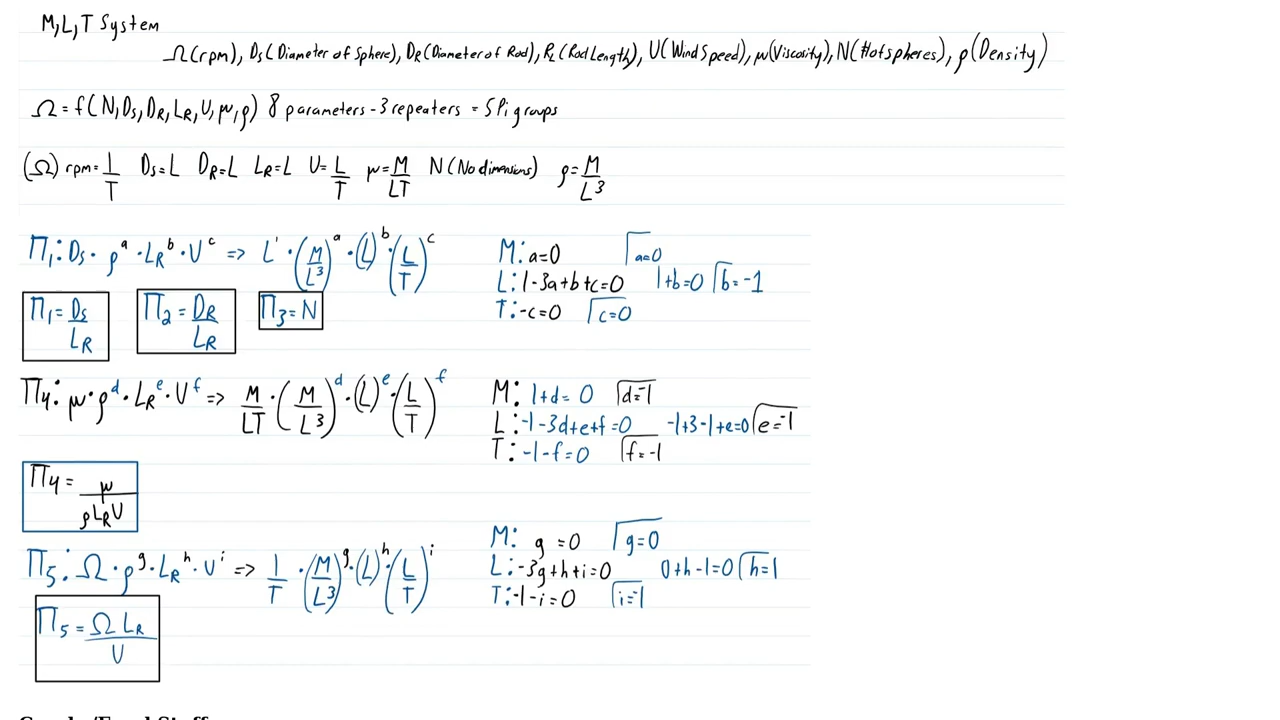 M,L,T System
Ω(rpm), Ds(Diameter of Sphere), DR(Diameter of Rod), RL(Rod Length), U(Wind Speed), μ(Viscosity), N(# of spheres), ρ(Density)
Ω = f(N, Ds, DR, LR, U, μ, ρ) 8 parameters - 3 repeaters = 5 Pi groups
(Ω) rpm = 1/T Ds = L DR = L LR = L U = L/T μ = M/LT N (No dimensions) ρ = M/L³
Π₁: Ds · ρ^a · LR^b · U^c => L' · (M/L³)^a · (L)^b · (L/T)^c
M: a=0 a=0
L: 1-3a+b+c=0 1+b=0 b=-1
T: -c=0 c=0
Π₁ = Ds/LR Π₂ = DR/LR Π₃ = N
Π4: μ · ρ^d · LR^e · U^f => M/LT · (M/L³)^d · (L)^e · (L/T)^f
M: 1+d=0 d=-1
L: -1-3d+e+f=0 -1+3-1+e=0 e=-1
T: -1-f=0 f=-1
Π4 = μ/ρLRU
Π5: Ω · ρ^g · LR^h · U^i => 1/T · (M/L³)^g · (L)^h · (L/T)^i
M: g=0 g=0
L: -3g+h+i=0 0+h-1=0 h=1
T: -1-i=0 i=-1
Π5 = Ω LR/U